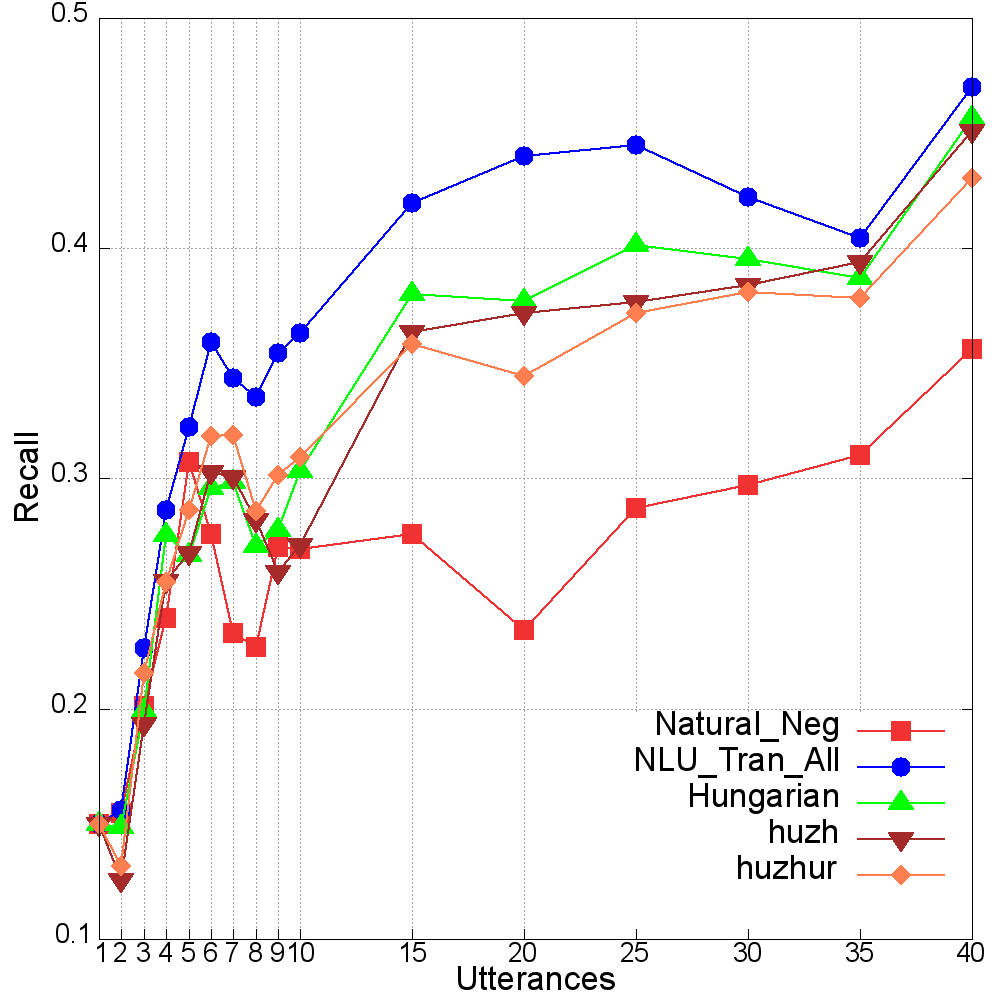 0.5
0.4
0.3
0.2
0.1
Recall
Natural_Neg
NLU_Tran_All
Hungarian
huzh
huzhur
1 2 3 4 5 6 7 8 9 10 15 20 25 30 35 40
Utterances